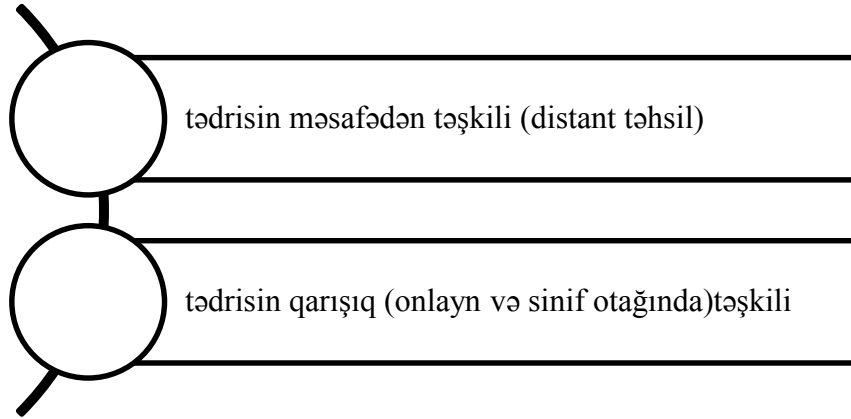 tədrisin məsafədən təşkili (distant təhsil)
tədrisin qarışıq (onlayn və sinif otağında)təşkili